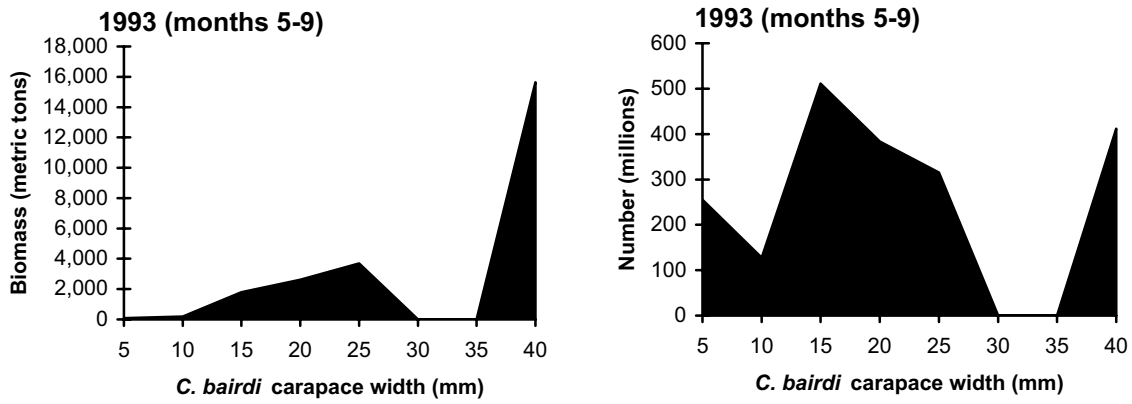 1993 (months 5-9)
18,000
16,000
14,000
12,000
10,000
8,000
6,000
4,000
2,000
0
Biomass (metric tons)
5 10 15 20 25 30 35 40
C. bairdi carapace width (mm)
1993 (months 5-9)
600
500
400
300
200
100
0
Number (millions)
5 10 15 20 25 30 35 40
C. bairdi carapace width (mm)